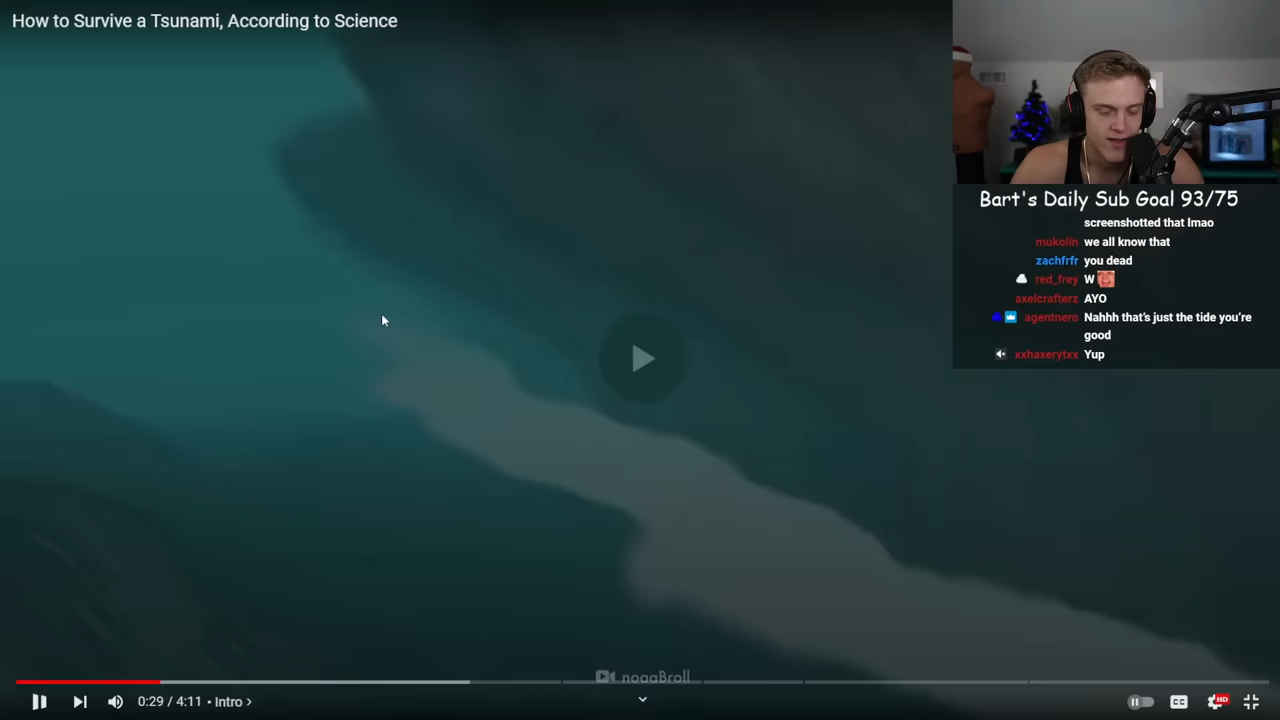 How to Survive a Tsunami, According to Science
Bart's Daily Sub Goal 93/75
screenshotted that lmao
mukolin we all know that
zachfrfr you dead
red_frey W
axelcrafterz AYO
agentnero Nahhh that's just the tide you're
good
xxhaxerytxx Yup
noaaBroll
0:29 / 4:11 • Intro >
CC
HD